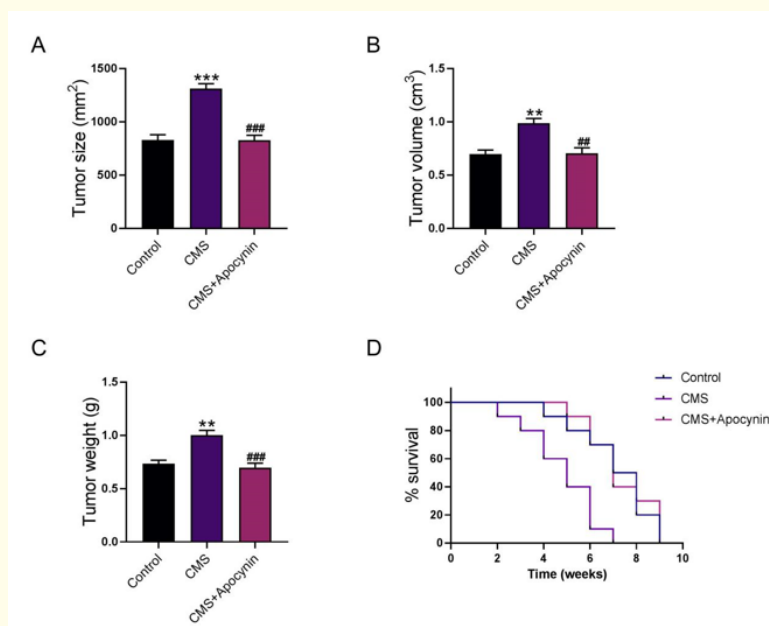 A
Tumor size (mm²)
1500
1000
500
0
***
###
Control
CMS
CMS+Apocynin
B
Tumor volume (cm³)
1.5
1.0
0.5
0.0
**
##
Control
CMS
CMS+Apocynin
C
Tumor weight (g)
1.5
1.0
0.5
0.0
**
###
Control
CMS
CMS+Apocynin
D
Control
CMS
CMS+Apocynin
% survival
100
80
60
40
20
0
0 2 4 6 8 10
Time (weeks)